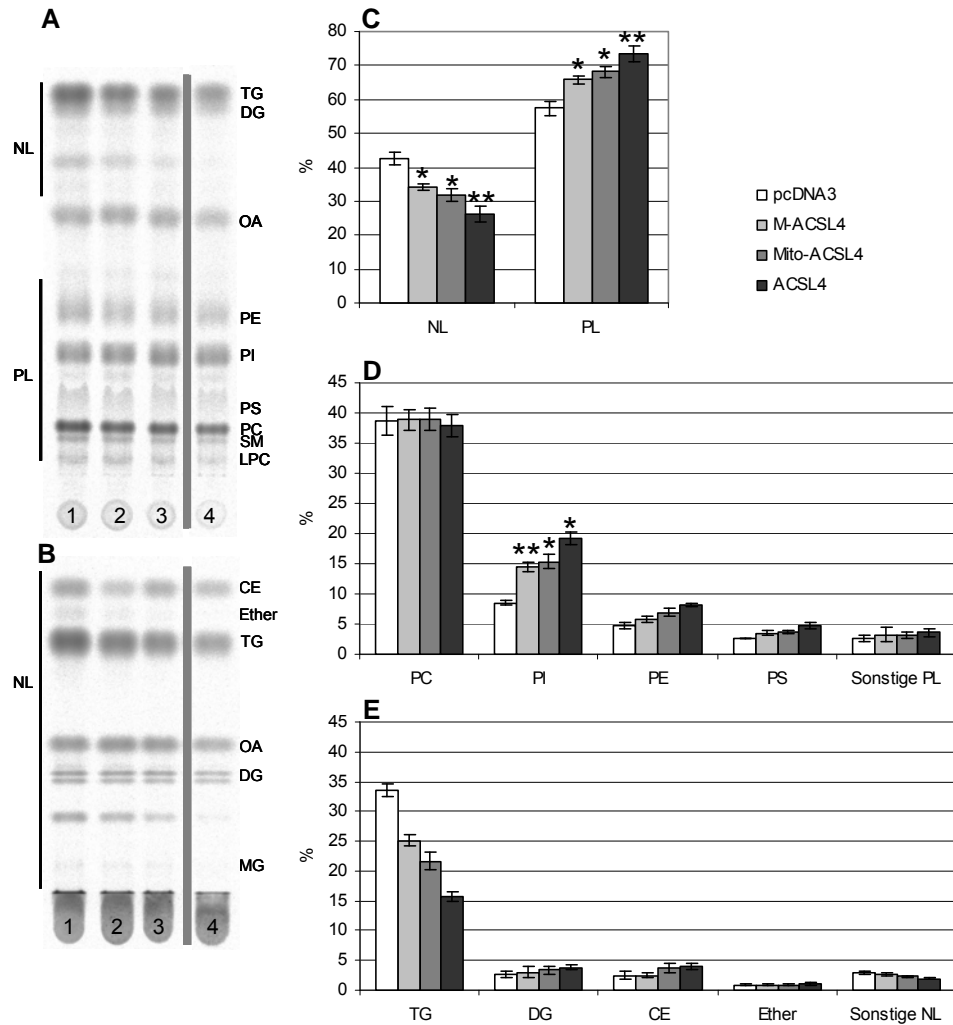 A
NL
TG
DG
OA
PL
PE
PI
PS
PC
SM
LPC
1 2 3 4
B
NL
CE
Ether
TG
OA
DG
MG
1 2 3 4
C
80
70
60
50
40
30
20
10
0
%
* * **
* * **
NL PL
pcDNA3
M-ACSL4
Mito-ACSL4
ACSL4
D
45
40
35
30
25
20
15
10
5
0
%
** * *
PC PI PE PS Sonstige PL
E
45
40
35
30
25
20
15
10
5
0
%
TG DG CE Ether Sonstige NL